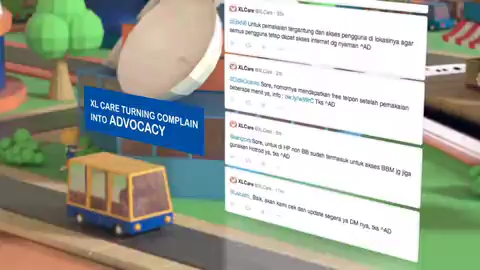 XL CARE TURNING COMPLAIN
INTO ADVOCACY
XLCare
Untuk pemakaian tergantung dan akses pengguna di lokasinya agar
semua pengguna tetap dapat akses internet dg nyaman ^AD
XLCare
Sore, nomornya mendapatkan free telpon setelah pemakaian
beberapa menit ya, info : tks ^AD
XLCare
Sore, untuk di HP non BB sudah termasuk untuk akses BBM jg jga
ya, tks ^AD
XLCare
Baik, akan kami cek dan update segera ya DM nya, tks ^AD